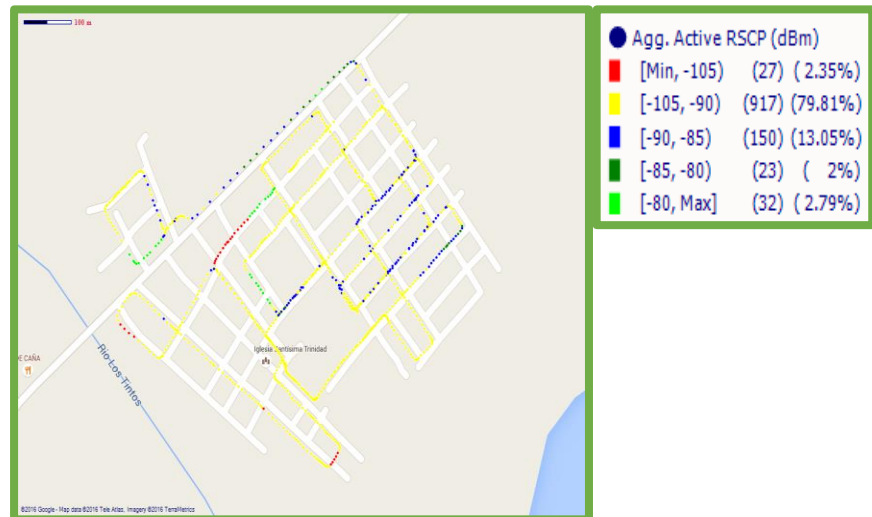 100 m
Iglesia Santísima Trinidad
E CAÑA
Río Los Tintos
©2016 Google - Map data ©2016 Tele Atlas, Imagery ©2016 TerraMetrics
Agg. Active RSCP (dBm)
[Min, -105) (27) ( 2.35%)
[-105, -90) (917) (79.81%)
[-90, -85) (150) (13.05%)
[-85, -80) (23) ( 2%)
[-80, Max] (32) ( 2.79%)